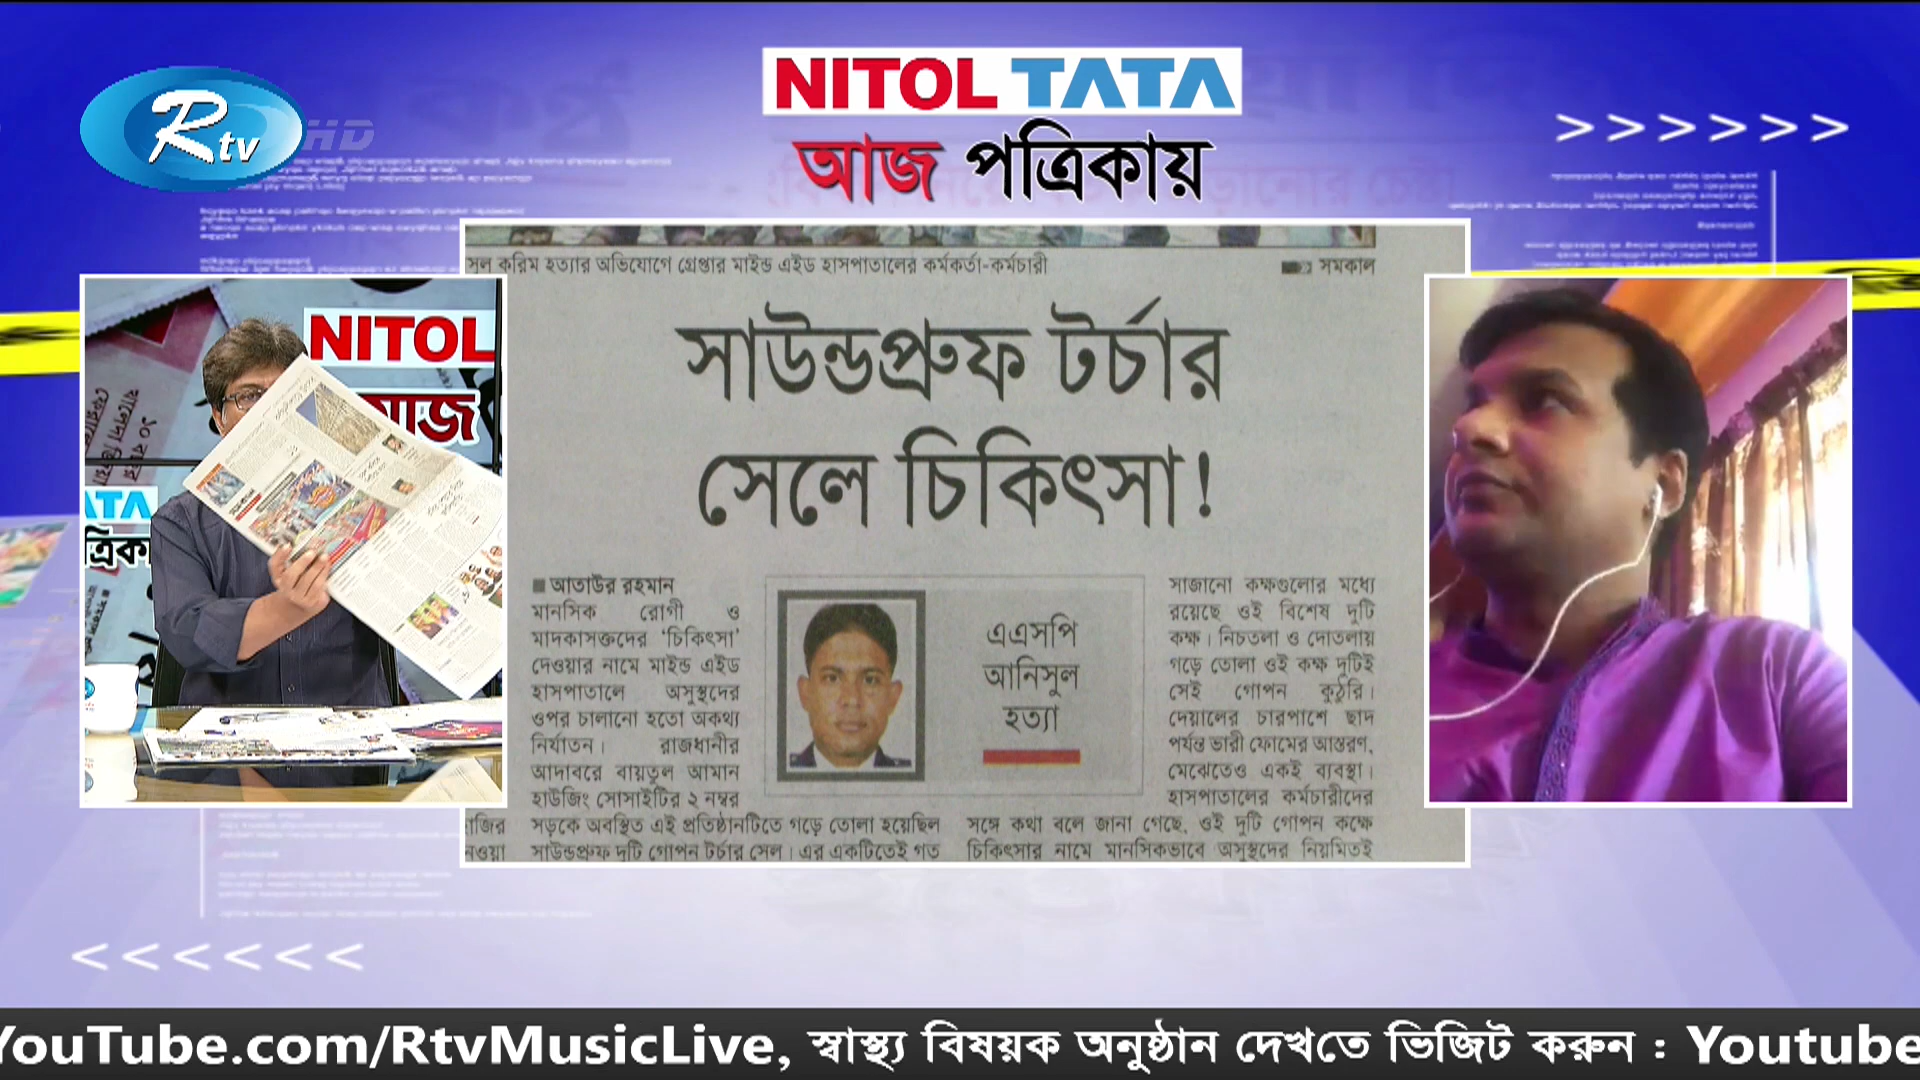 NITOL TATA
Rtv HD
আজ পত্রিকায়
সুল করিম হত্যার অভিযোগে গ্রেপ্তার মাইন্ড এইড হাসপাতালের কর্মকর্তা-কর্মচারী
সমকাল
সাউন্ডপ্রুফ টর্চার
সেলে চিকিৎসা!
আতাউর রহমান
মানসিক রোগী ও
মাদকাসক্তদের ‘চিকিৎসা’
দেওয়ার নামে মাইন্ড এইড
হাসপাতালে অসুস্থদের
ওপর চালানো হতো অকথ্য
নির্যাতন। রাজধানীর
আদাবরে বায়তুল আমান
হাউজিং সোসাইটির ২ নম্বর
সড়কে অবস্থিত এই প্রতিষ্ঠানটিতে গড়ে তোলা হয়েছিল
সাউন্ডপ্রুফ দুটি গোপন টর্চার সেল। এর একটিতেই গত
এএসপি
আনিসুল
হত্যা
সাজানো কক্ষগুলোর মধ্যে
রয়েছে ওই বিশেষ দুটি
কক্ষ। নিচতলা ও দোতলায়
গড়ে তোলা ওই কক্ষ দুটিই
সেই গোপন কুঠুরি।
দেয়ালের চারপাশে ছাদ
পর্যন্ত ভারী ফোমের আস্তরণ,
মেঝেতেও একই ব্যবস্থা।
হাসপাতালের কর্মচারীদের
সঙ্গে কথা বলে জানা গেছে, ওই দুটি গোপন কক্ষে
চিকিৎসার নামে মানসিকভাবে অসুস্থদের নিয়মিতই
NITOL
আজ
TATA
YouTube.com/RtvMusicLive, স্বাস্থ্য বিষয়ক অনুষ্ঠান দেখতে ভিজিট করুন : Youtube